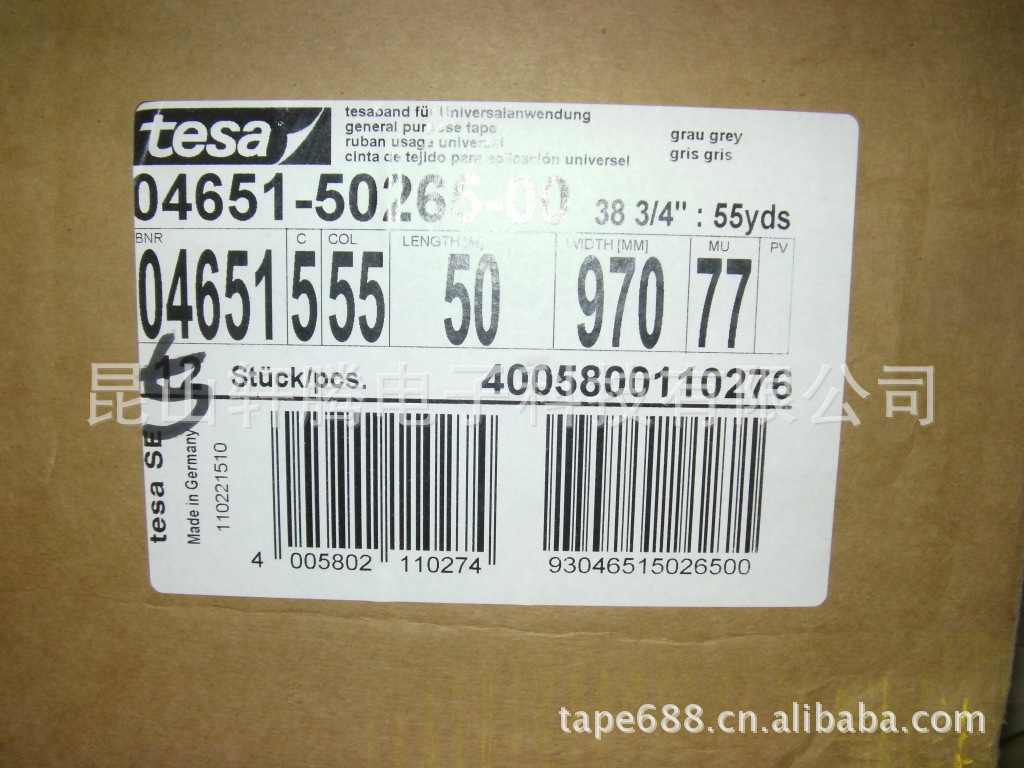 tesa
tesaband für Universalanwendung
general purpose tape
ruban usage universel
cinta de tejido para aplicación universel
grau grey
gris gris
04651-50265-00 38 3/4" : 55yds
BNR C COL LENGTH [M] WIDTH [MM] MU PV
04651 5 55 50 970 77
Stück/pcs. 4005800110276
昆山轩腾电子科技有限公司
tesa SE
Made in Germany
110221510
4 005802 110274
93046515026500
tape688.cn.alibaba.com